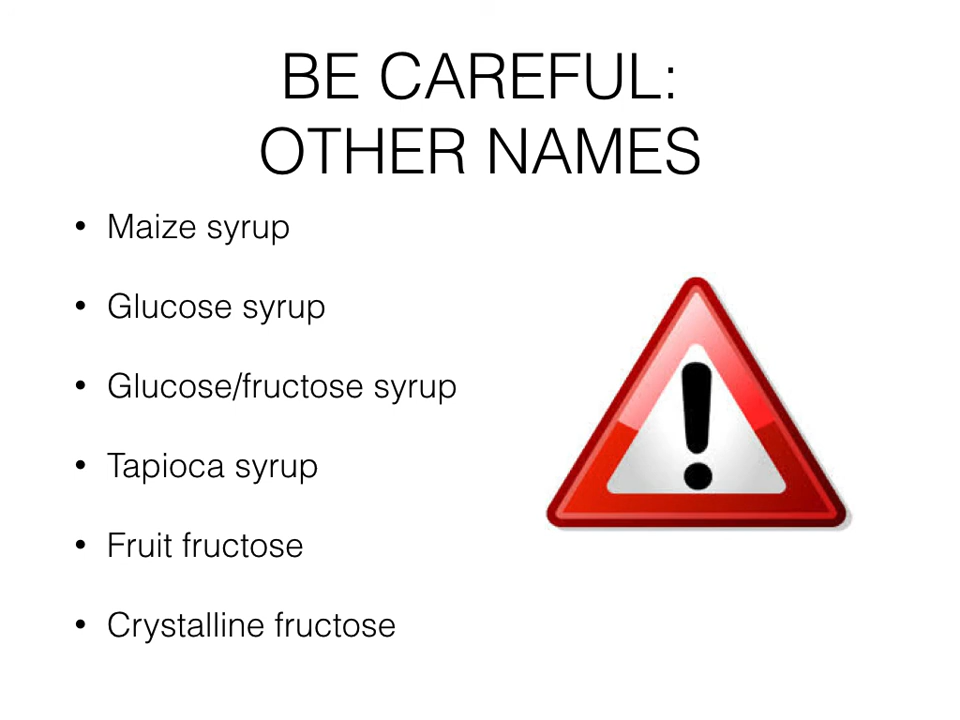 BE CAREFUL:
OTHER NAMES
• Maize syrup
• Glucose syrup
• Glucose/fructose syrup
• Tapioca syrup
• Fruit fructose
• Crystalline fructose